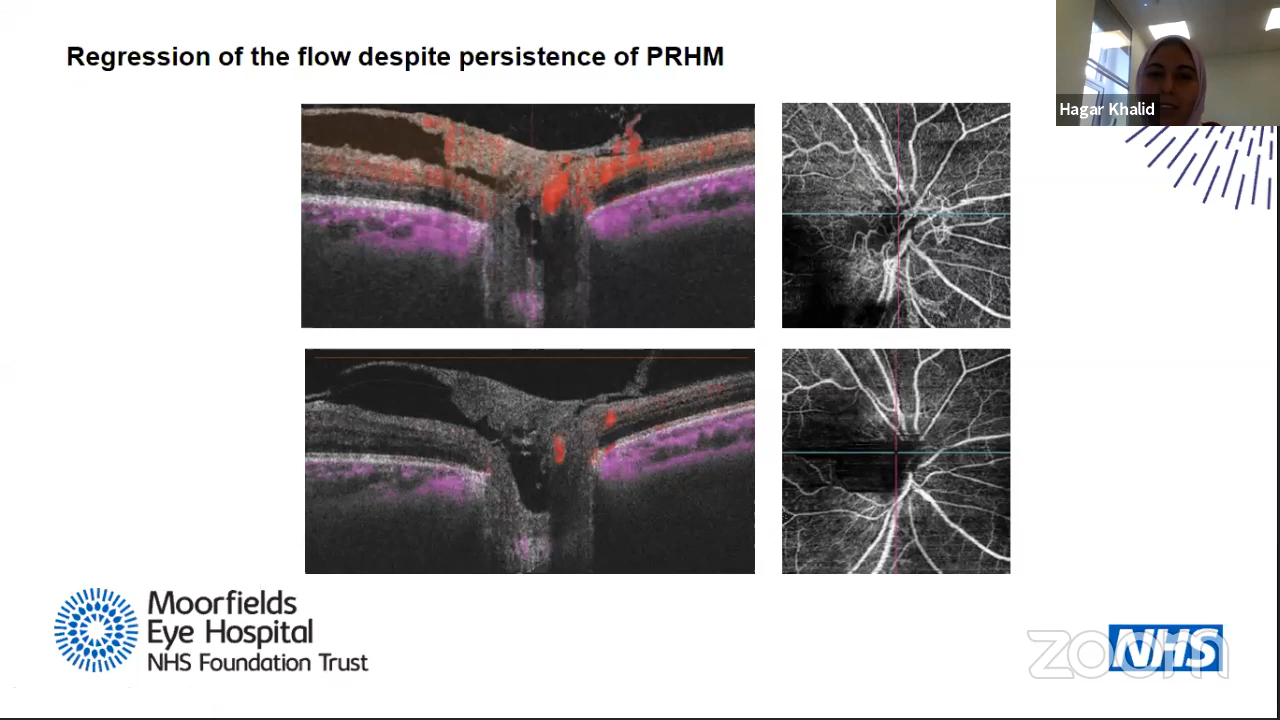 Regression of the flow despite persistence of PRHM
Hagar Khalid
Moorfields
Eye Hospital
NHS Foundation Trust
zoom
NHS